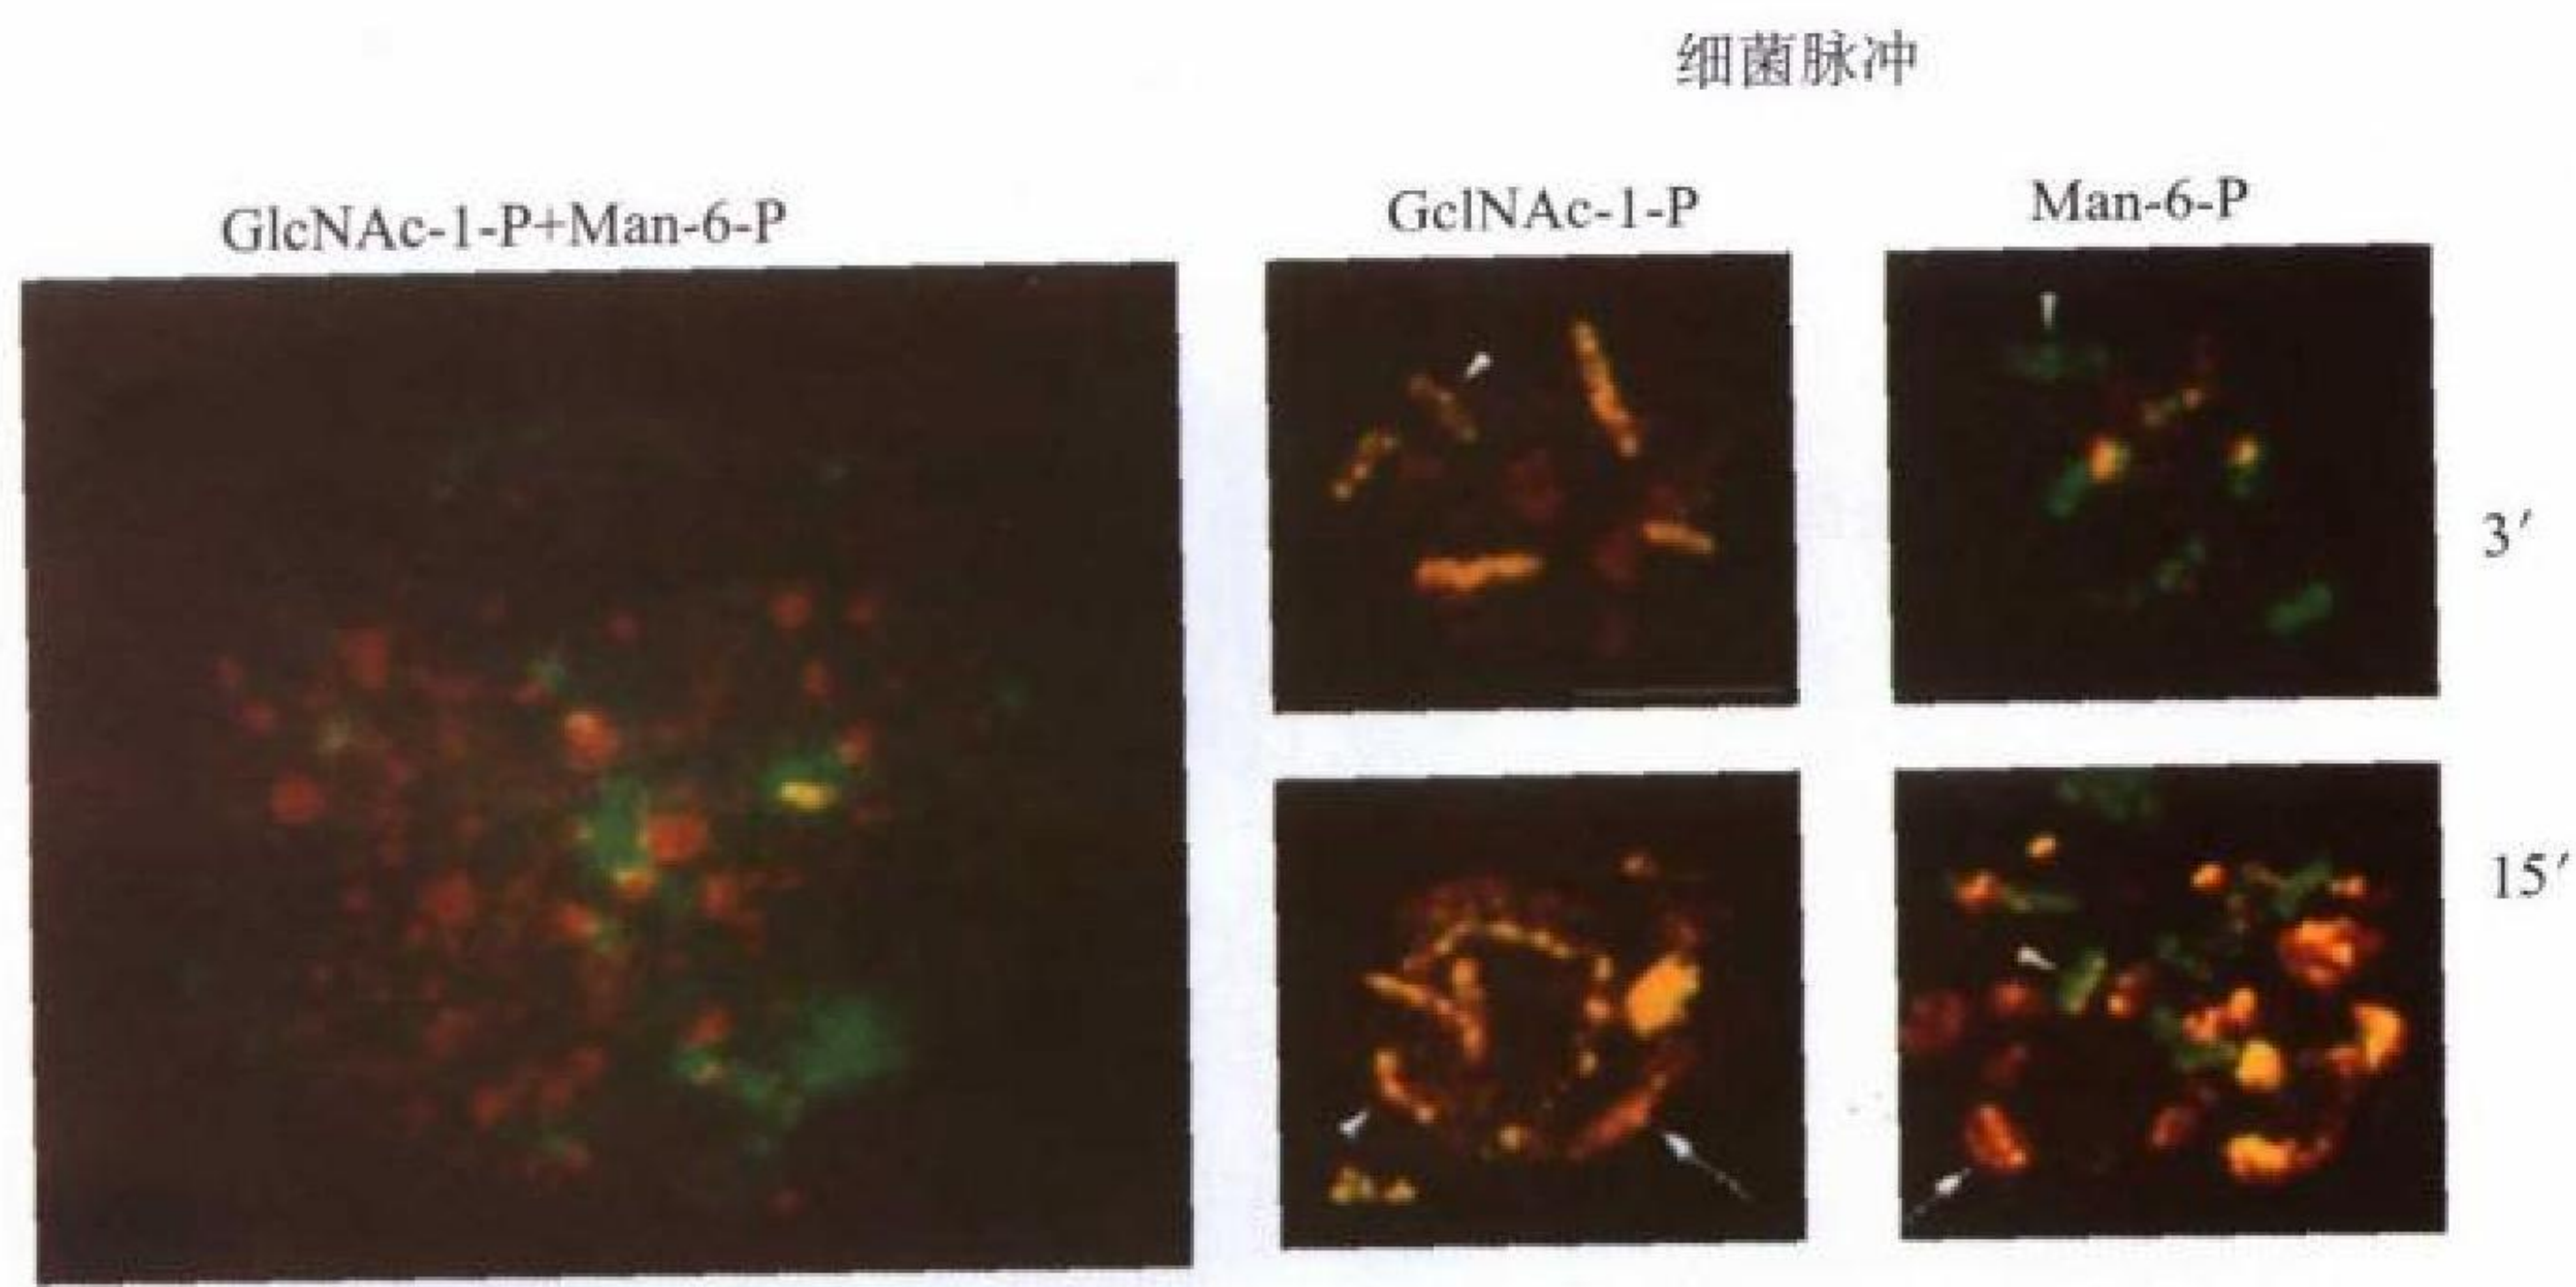 细菌脉冲
GlcNAc-1-P+Man-6-P
GclNAc-1-P
Man-6-P
3′
15′